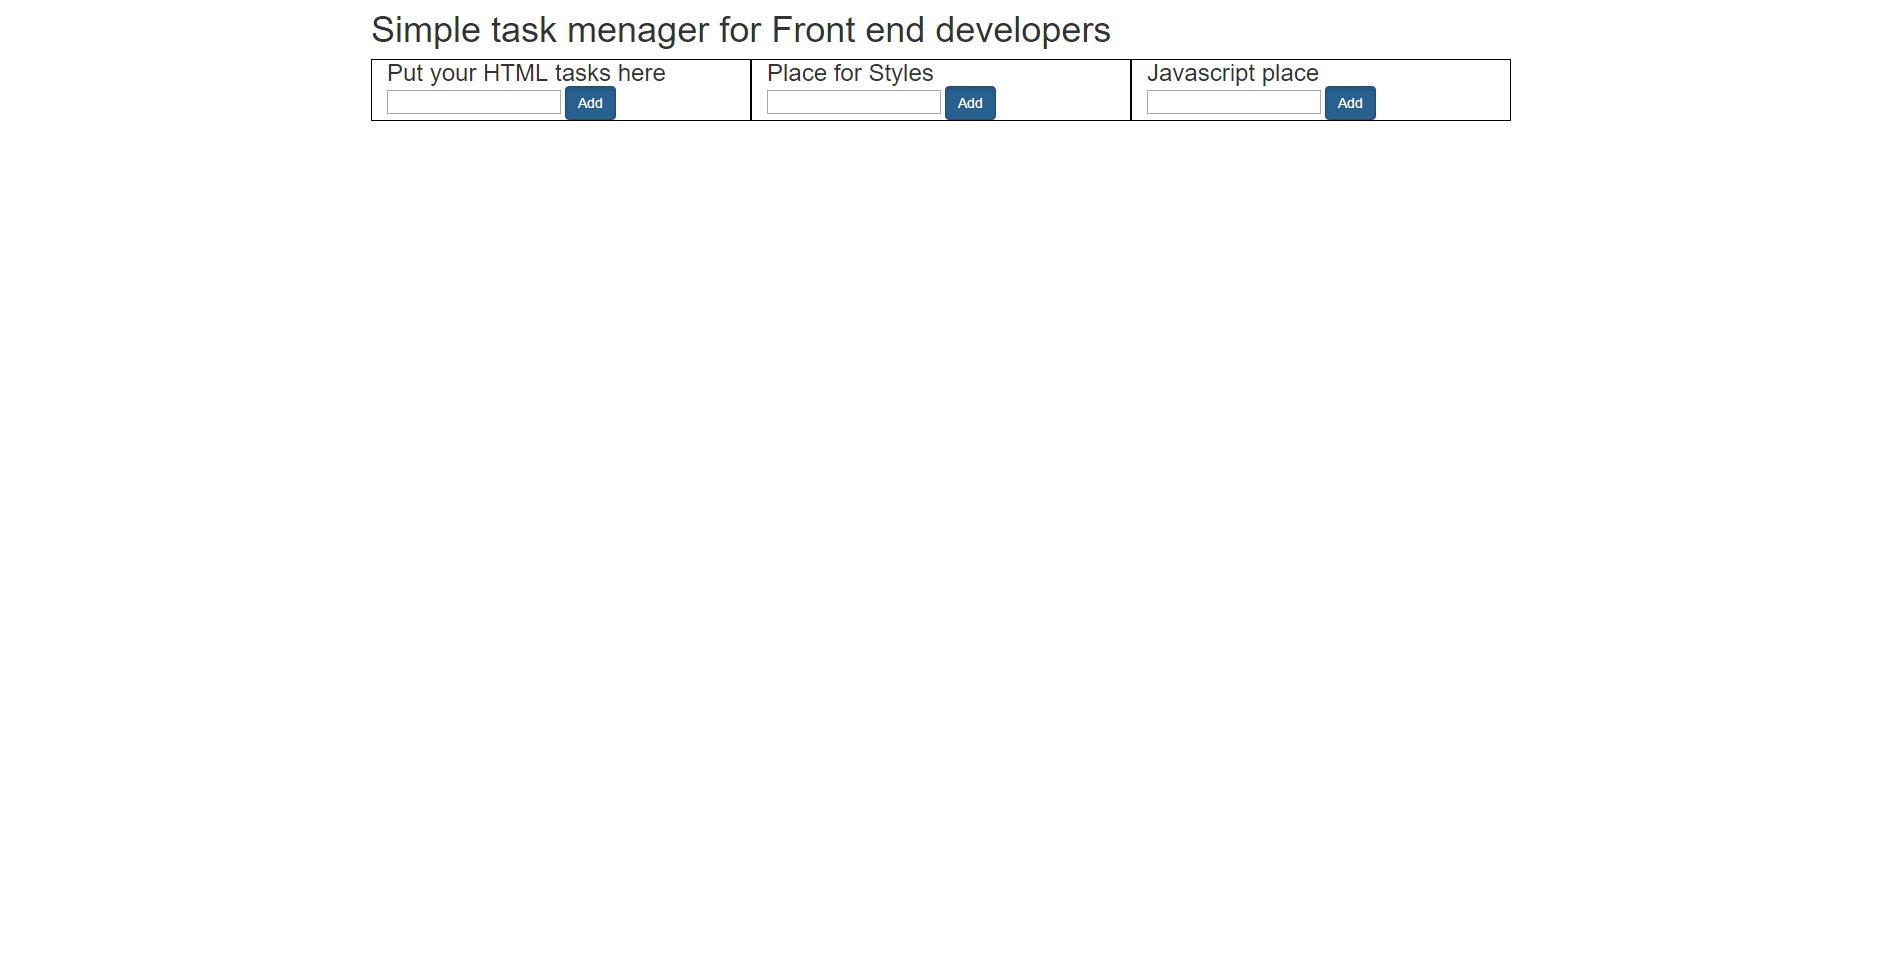 Simple task menager for Front end developers
Put your HTML tasks here
Add
Place for Styles
Add
Javascript place
Add